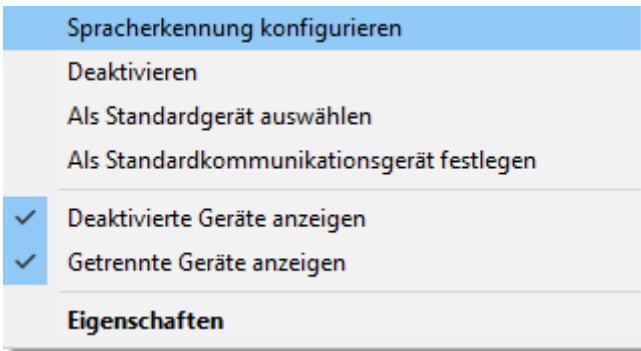 Spracherkennung konfigurieren
Deaktivieren
Als Standardgerät auswählen
Als Standardkommunikationsgerät festlegen
Deaktivierte Geräte anzeigen
Getrennte Geräte anzeigen
Eigenschaften